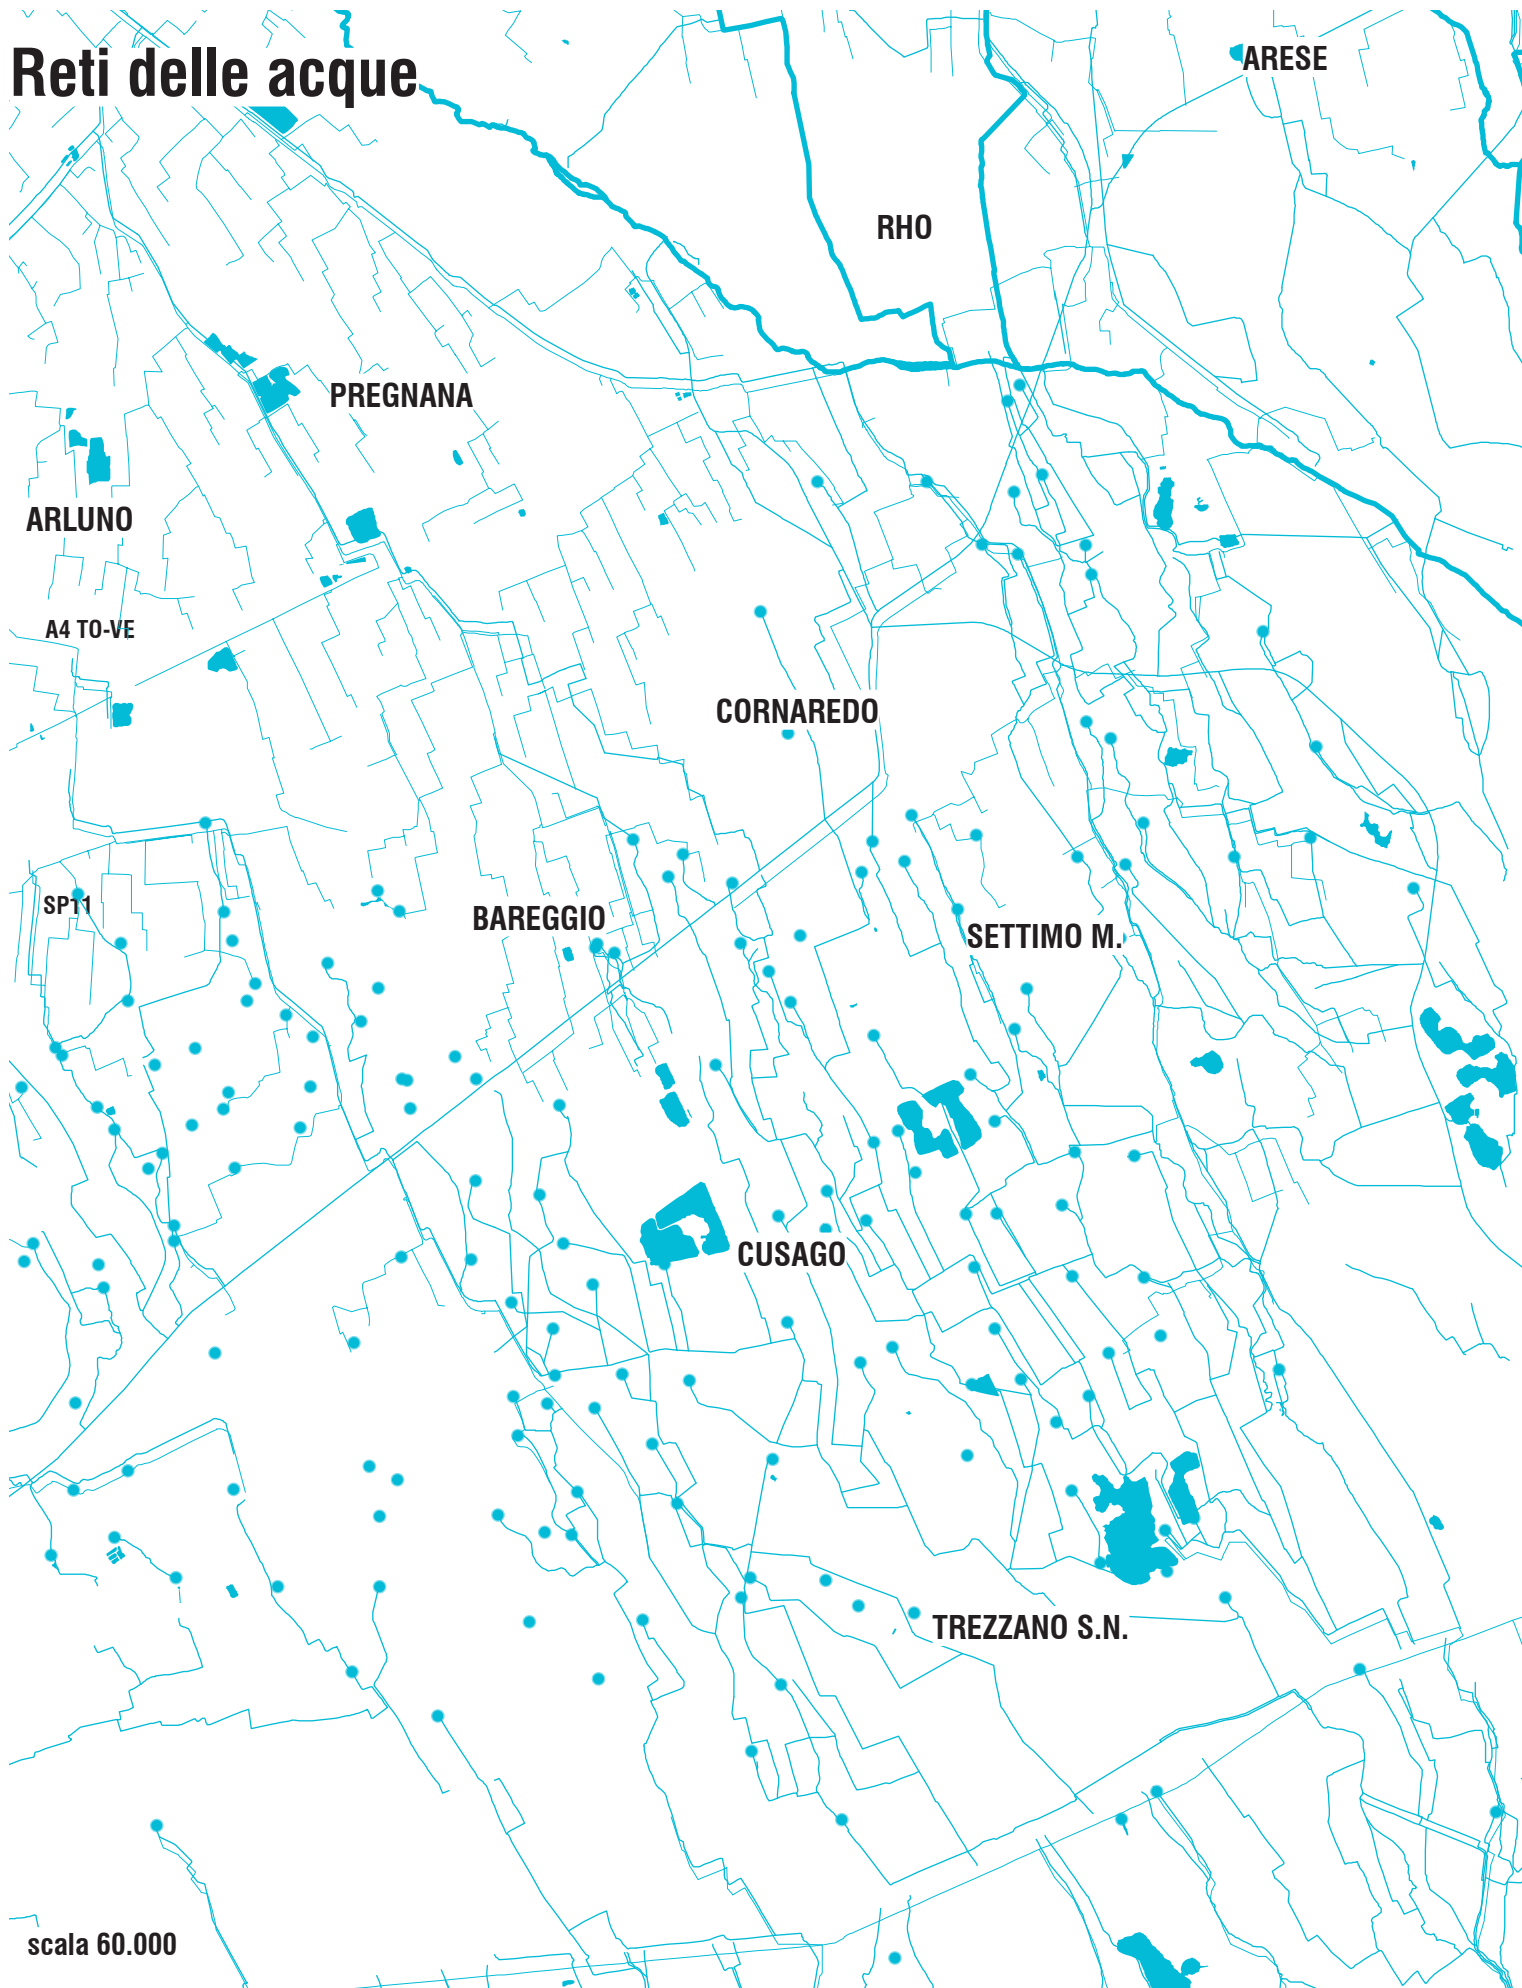 Reti delle acque
ARESE
RHO
PREGNANA
ARLUNO
A4 TO-VE
CORNAREDO
SP11
BAREGGIO
SETTIMO M.
CUSAGO
TREZZANO S.N.
scala 60.000